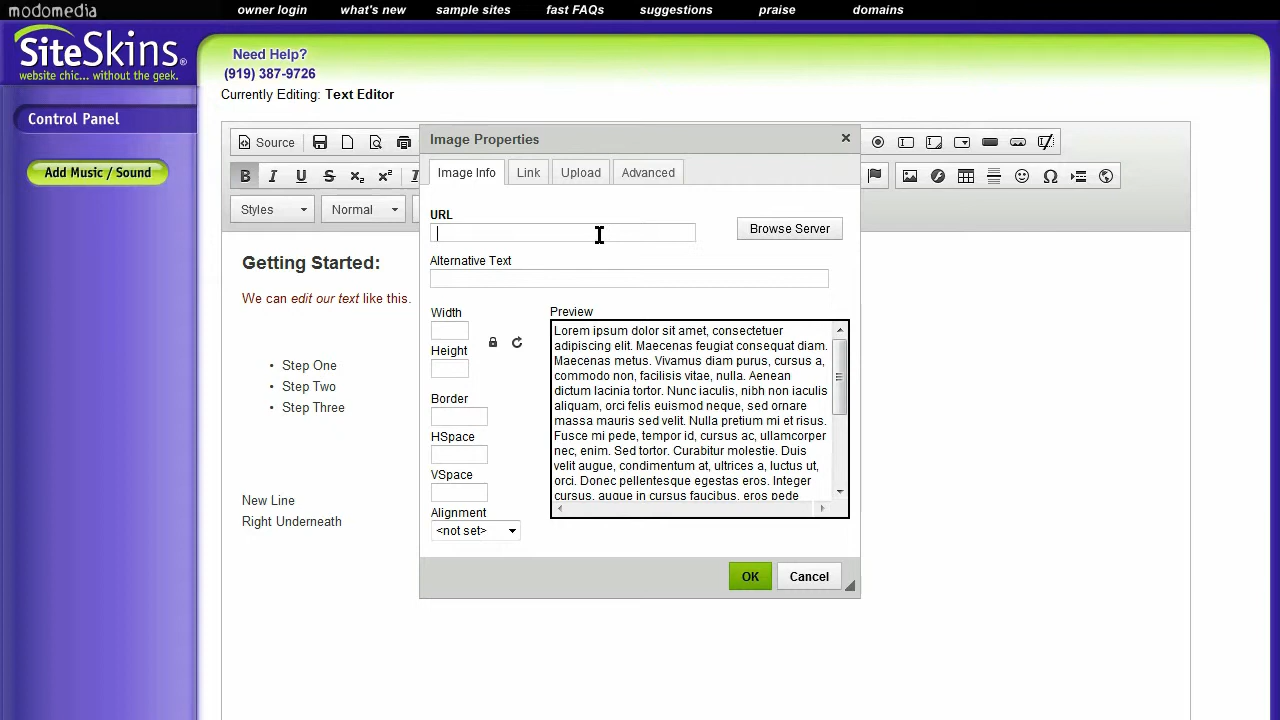 modomedia
owner login
what's new
sample sites
fast FAQs
suggestions
praise
domains
SiteSkins®
website chic... without the geek.
Need Help?
(919) 387-9726
Currently Editing: Text Editor
Control Panel
Add Music / Sound
Source
B I U S x₂ x² I
Styles
Normal
Getting Started:
We can edit our text like this.
• Step One
• Step Two
• Step Three
New Line
Right Underneath
Image Properties
Image Info
Link
Upload
Advanced
URL
Browse Server
Alternative Text
Width
Height
Border
HSpace
VSpace
Alignment
<not set>
Preview
Lorem ipsum dolor sit amet, consectetuer
adipiscing elit. Maecenas feugiat consequat diam.
Maecenas metus. Vivamus diam purus, cursus a,
commodo non, facilisis vitae, nulla. Aenean
dictum lacinia tortor. Nunc iaculis, nibh non iaculis
aliquam, orci felis euismod neque, sed ornare
massa mauris sed velit. Nulla pretium mi et risus.
Fusce mi pede, tempor id, cursus ac, ullamcorper
nec, enim. Sed tortor. Curabitur molestie. Duis
velit augue, condimentum at, ultrices a, luctus ut,
orci. Donec pellentesque egestas eros. Integer
cursus, augue in cursus faucibus, eros pede
OK
Cancel